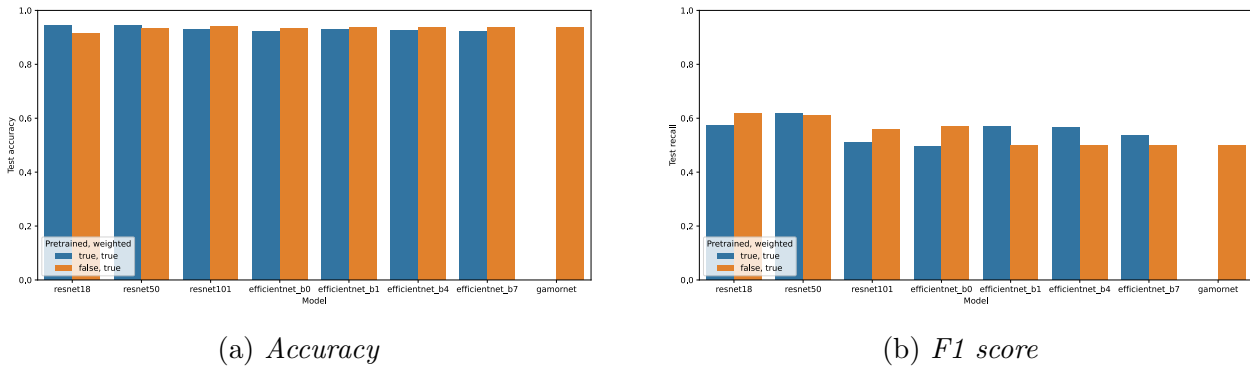 1.0
0.8
0.6
0.4
0.2
0.0
Test accuracy
Pretrained, weighted
true, true
false, true
resnet18 resnet50 resnet101 efficientnet_b0 efficientnet_b1 efficientnet_b4 efficientnet_b7 gamornet
Model
(a) Accuracy
1.0
0.8
0.6
0.4
0.2
0.0
Test recall
Pretrained, weighted
true, true
false, true
resnet18 resnet50 resnet101 efficientnet_b0 efficientnet_b1 efficientnet_b4 efficientnet_b7 gamornet
Model
(b) F1 score